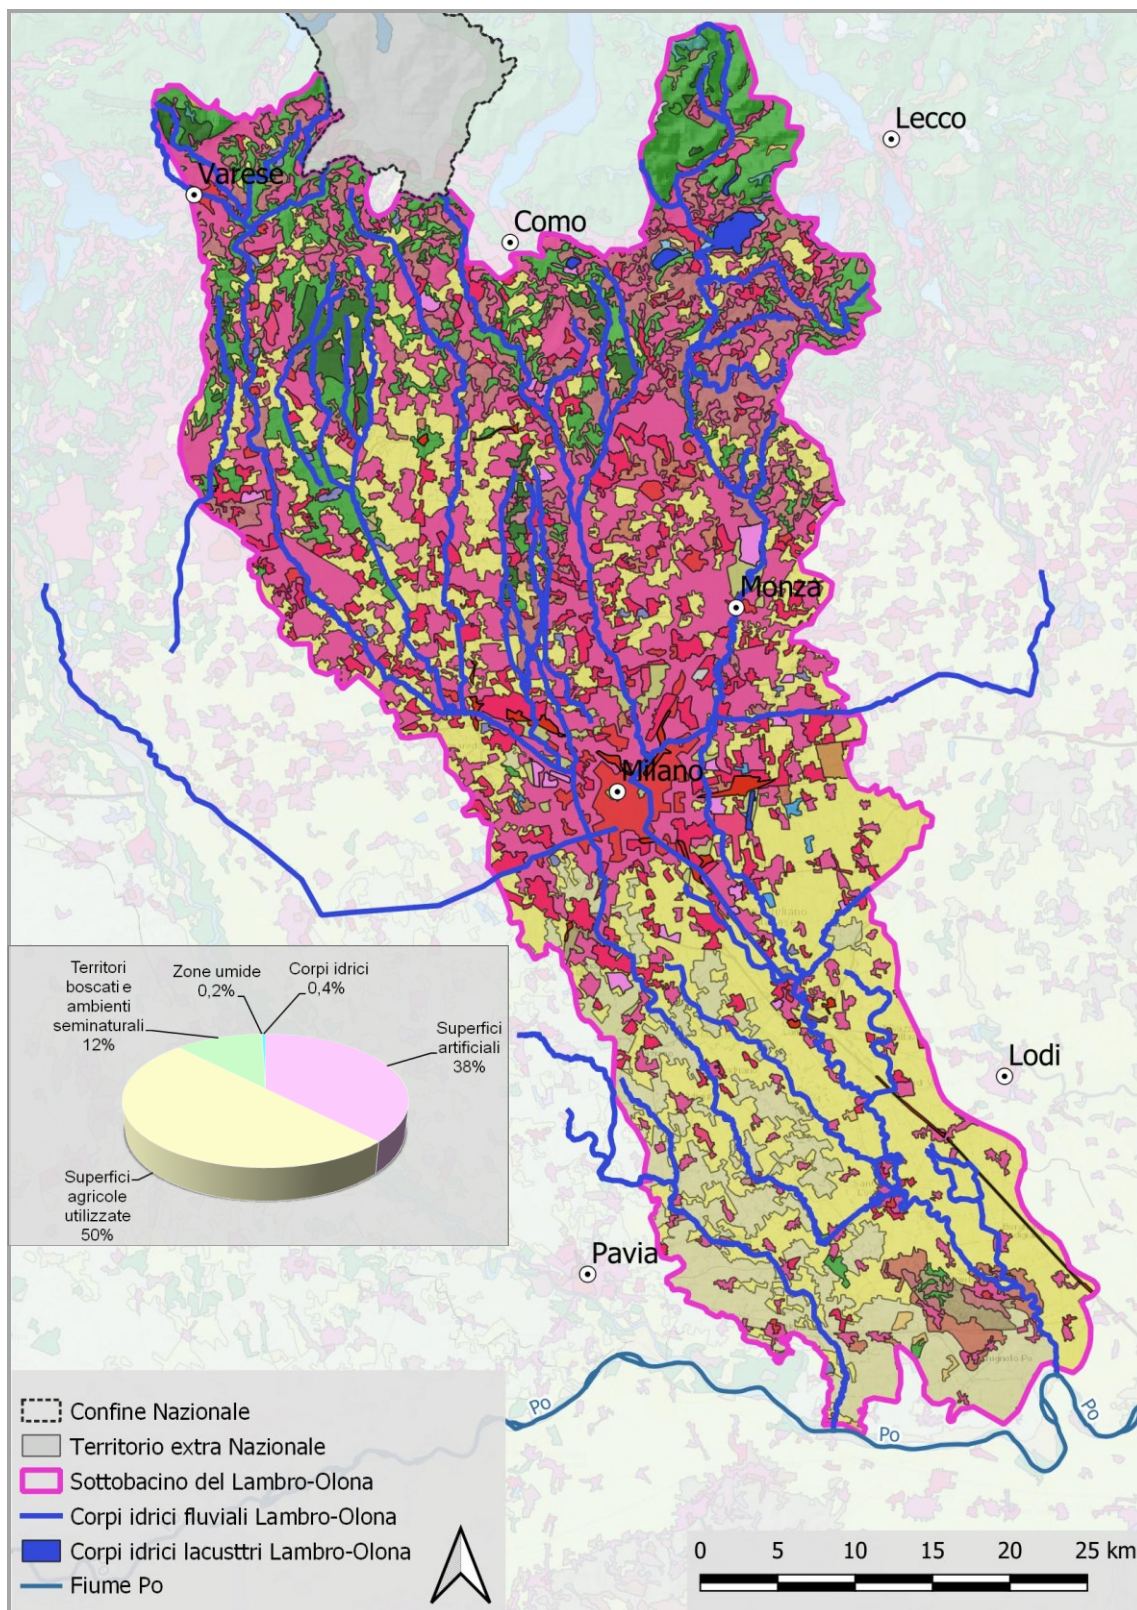 Lecco
Varese
Como
Monza
Milano
Lodi
Pavia
Territori
boscati e
ambienti
seminaturali
12%
Zone umide
0,2%
Corpi idrici
0,4%
Superfici
artificiali
38%
Superfici
agricole
utilizzate
50%
Po
Po
Po
Confine Nazionale
Territorio extra Nazionale
Sottobacino del Lambro-Olona
Corpi idrici fluviali Lambro-Olona
Corpi idrici lacusttri Lambro-Olona
Fiume Po
0 5 10 15 20 25 km